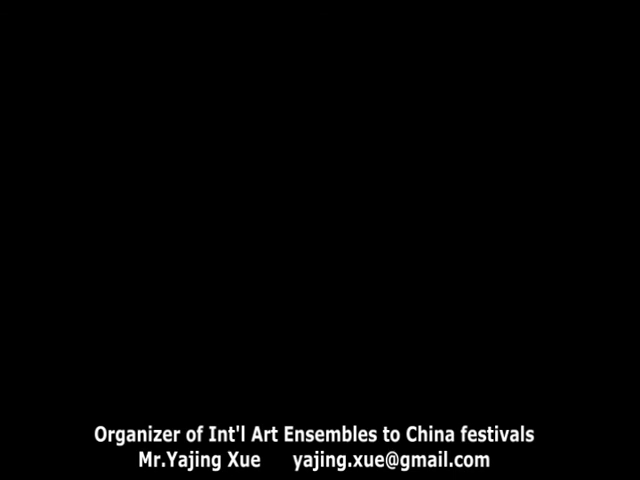 Organizer of Int'l Art Ensembles to China festivals
Mr.Yajing Xue yajing.xue@gmail.com